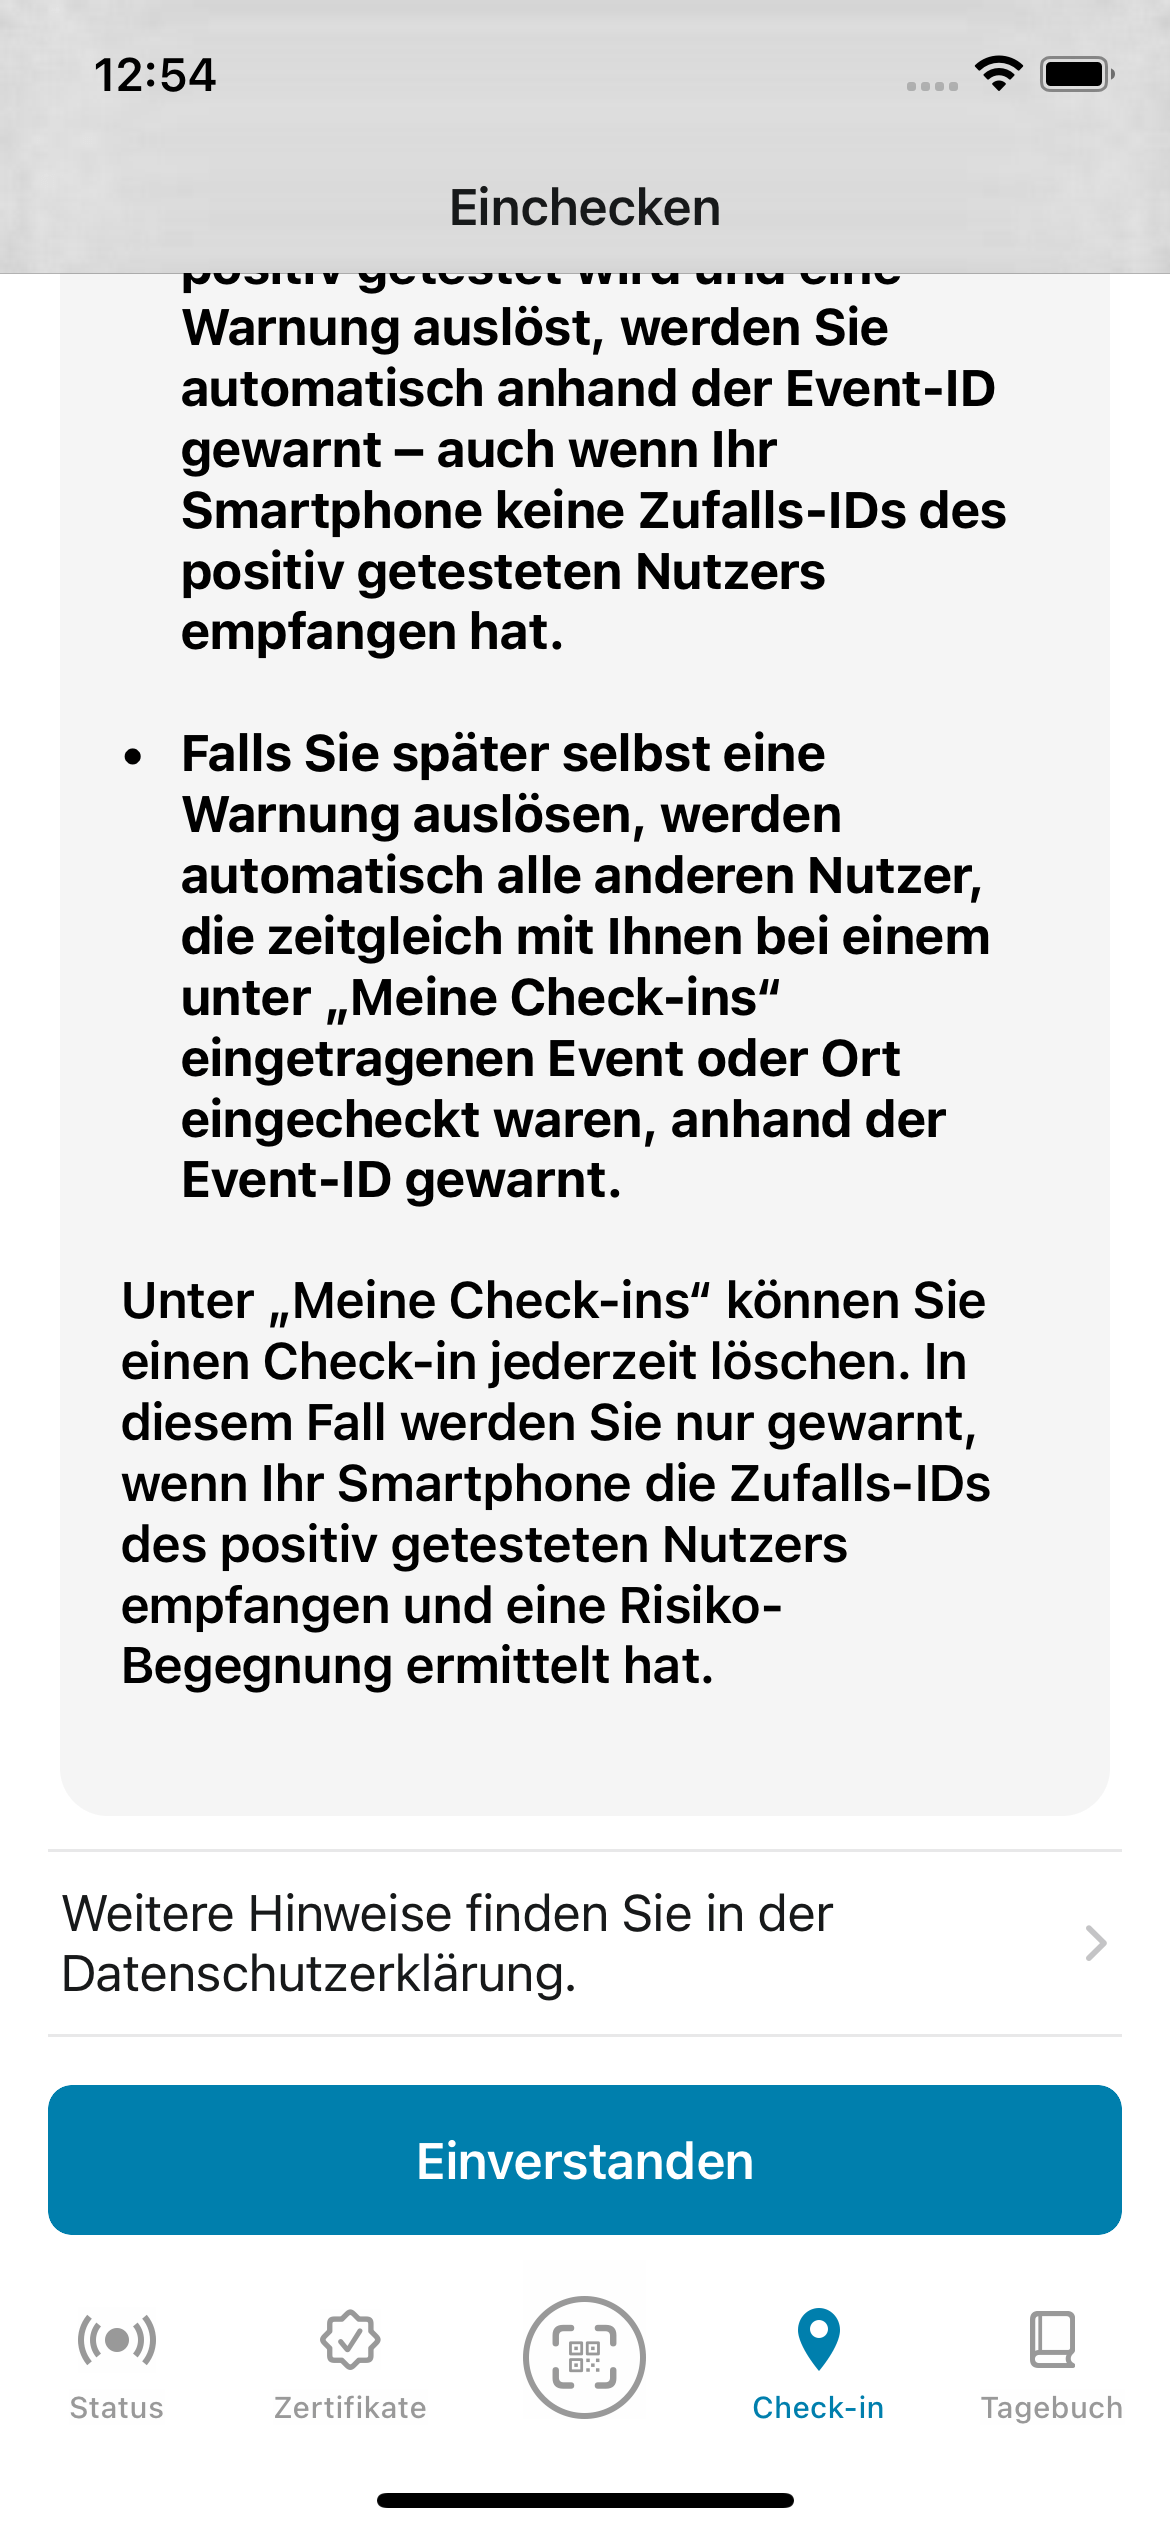 12:54
Einchecken
positiv getestet wird und eine
Warnung auslöst, werden Sie
automatisch anhand der Event-ID
gewarnt – auch wenn Ihr
Smartphone keine Zufalls-IDs des
positiv getesteten Nutzers
empfangen hat.
• Falls Sie später selbst eine
Warnung auslösen, werden
automatisch alle anderen Nutzer,
die zeitgleich mit Ihnen bei einem
unter „Meine Check-ins“
eingetragenen Event oder Ort
eingecheckt waren, anhand der
Event-ID gewarnt.
Unter „Meine Check-ins“ können Sie
einen Check-in jederzeit löschen. In
diesem Fall werden Sie nur gewarnt,
wenn Ihr Smartphone die Zufalls-IDs
des positiv getesteten Nutzers
empfangen und eine Risiko-
Begegnung ermittelt hat.
Weitere Hinweise finden Sie in der
Datenschutzerklärung.
Einverstanden
Status
Zertifikate
Check-in
Tagebuch